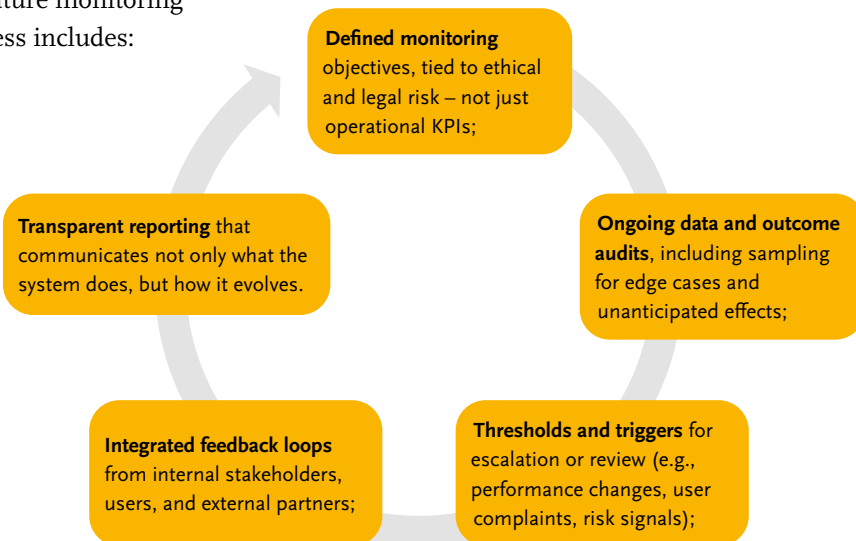 ture monitoring
ess includes:
Defined monitoring
objectives, tied to ethical
and legal risk – not just
operational KPIs;
Ongoing data and outcome
audits, including sampling
for edge cases and
unanticipated effects;
Thresholds and triggers for
escalation or review (e.g.,
performance changes, user
complaints, risk signals);
Integrated feedback loops
from internal stakeholders,
users, and external partners;
Transparent reporting that
communicates not only what the
system does, but how it evolves.